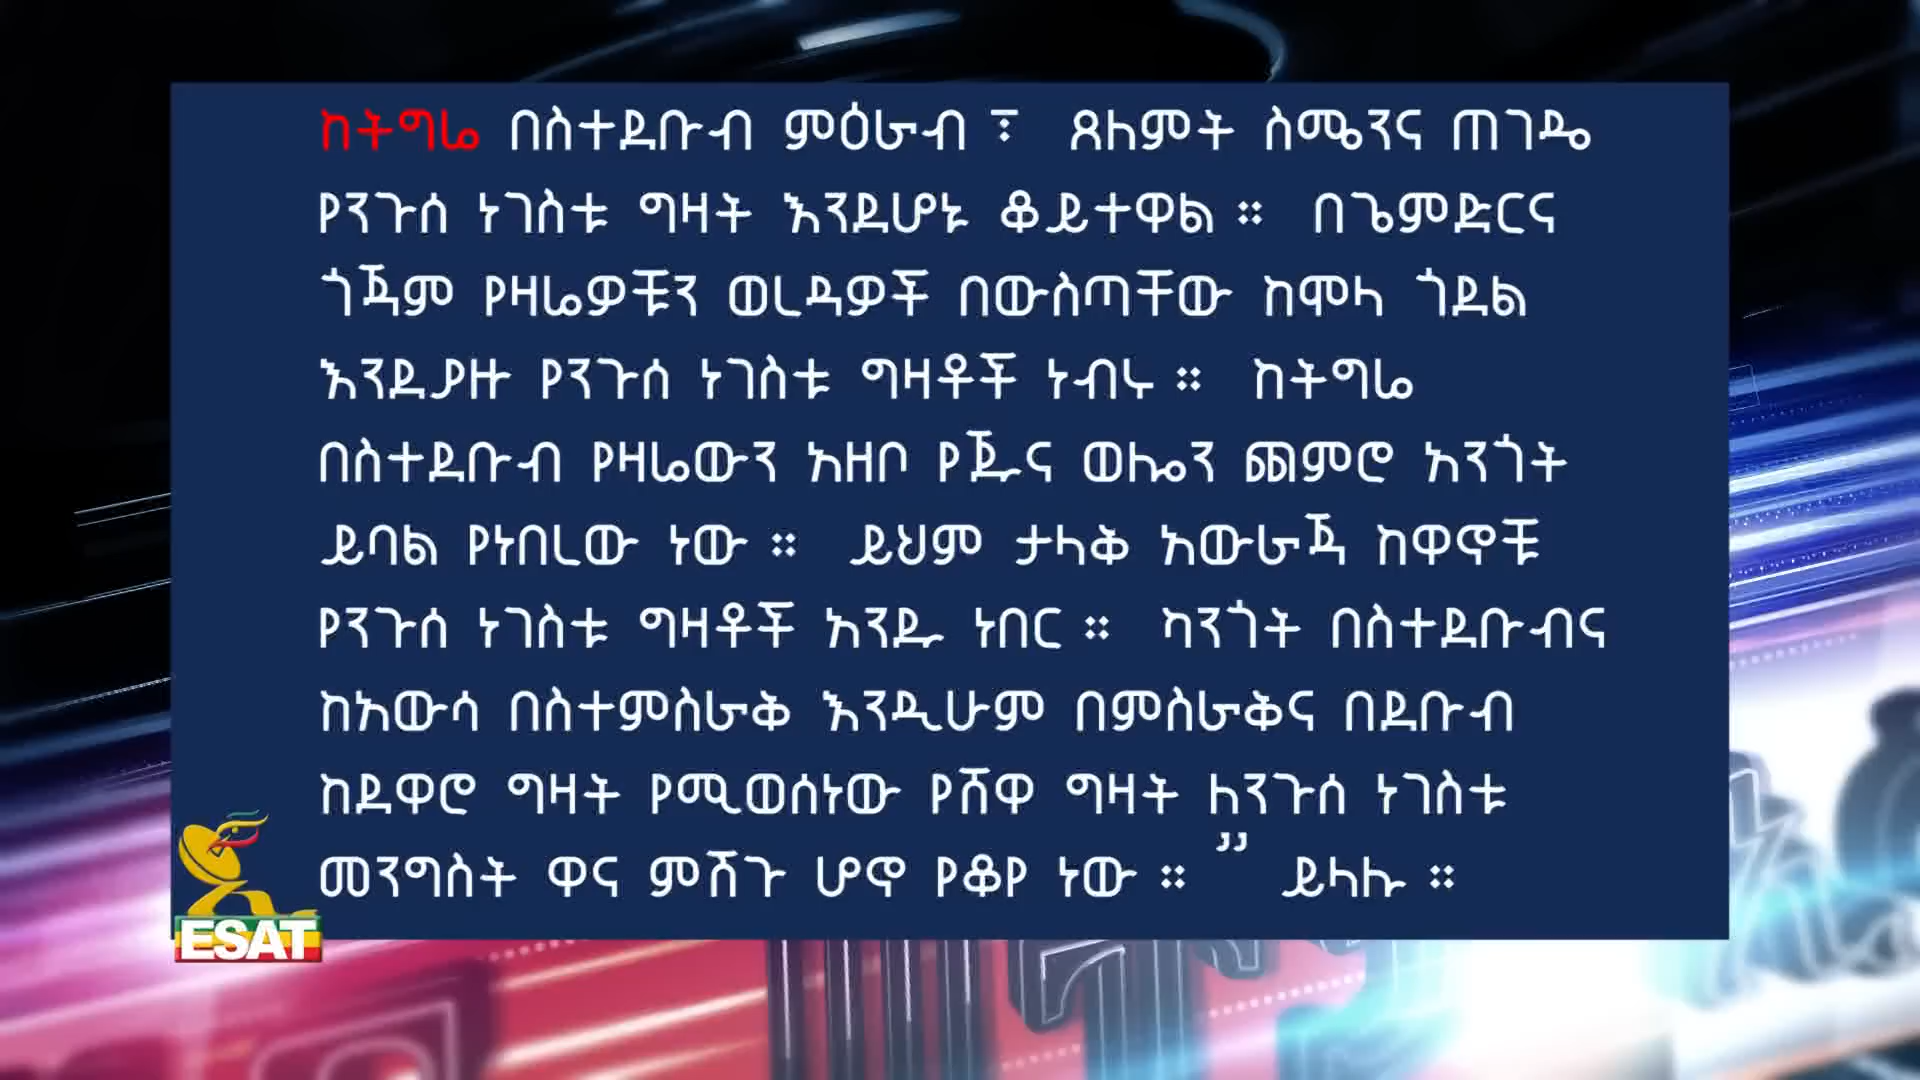 ከትግሬ በስተደቡብ ምዕራብ ፣ ጸለምት ስሜንና ጠገዴ
የንጉሰ ነገስቱ ግዛት እንደሆኑ ቆይተዋል ። በጌምድርና
ጎጃም የዛሬዎቹን ወረዳዎች በውስጣቸው ከሞላ ጎደል
እንደያዙ የንጉሰ ነገስቱ ግዛቶች ነብሩ ። ከትግሬ
በስተደቡብ የዛሬውን አዘቦ የጁና ወሎን ጨምሮ አንጎት
ይባል የነበረው ነው ። ይህም ታላቅ አውራጃ ከዋኖቹ
የንጉሰ ነገስቱ ግዛቶች አንዱ ነበር ። ካንጎት በስተደቡብና
ከአውሳ በስተምስራቅ እንዲሁም በምስራቅና በደቡብ
ከደዋሮ ግዛት የሚወሰነው የሸዋ ግዛት ለንጉሰ ነገስቱ
መንግስት ዋና ምሽጉ ሆኖ የቆየ ነው ። ” ይላሉ ።
ESAT